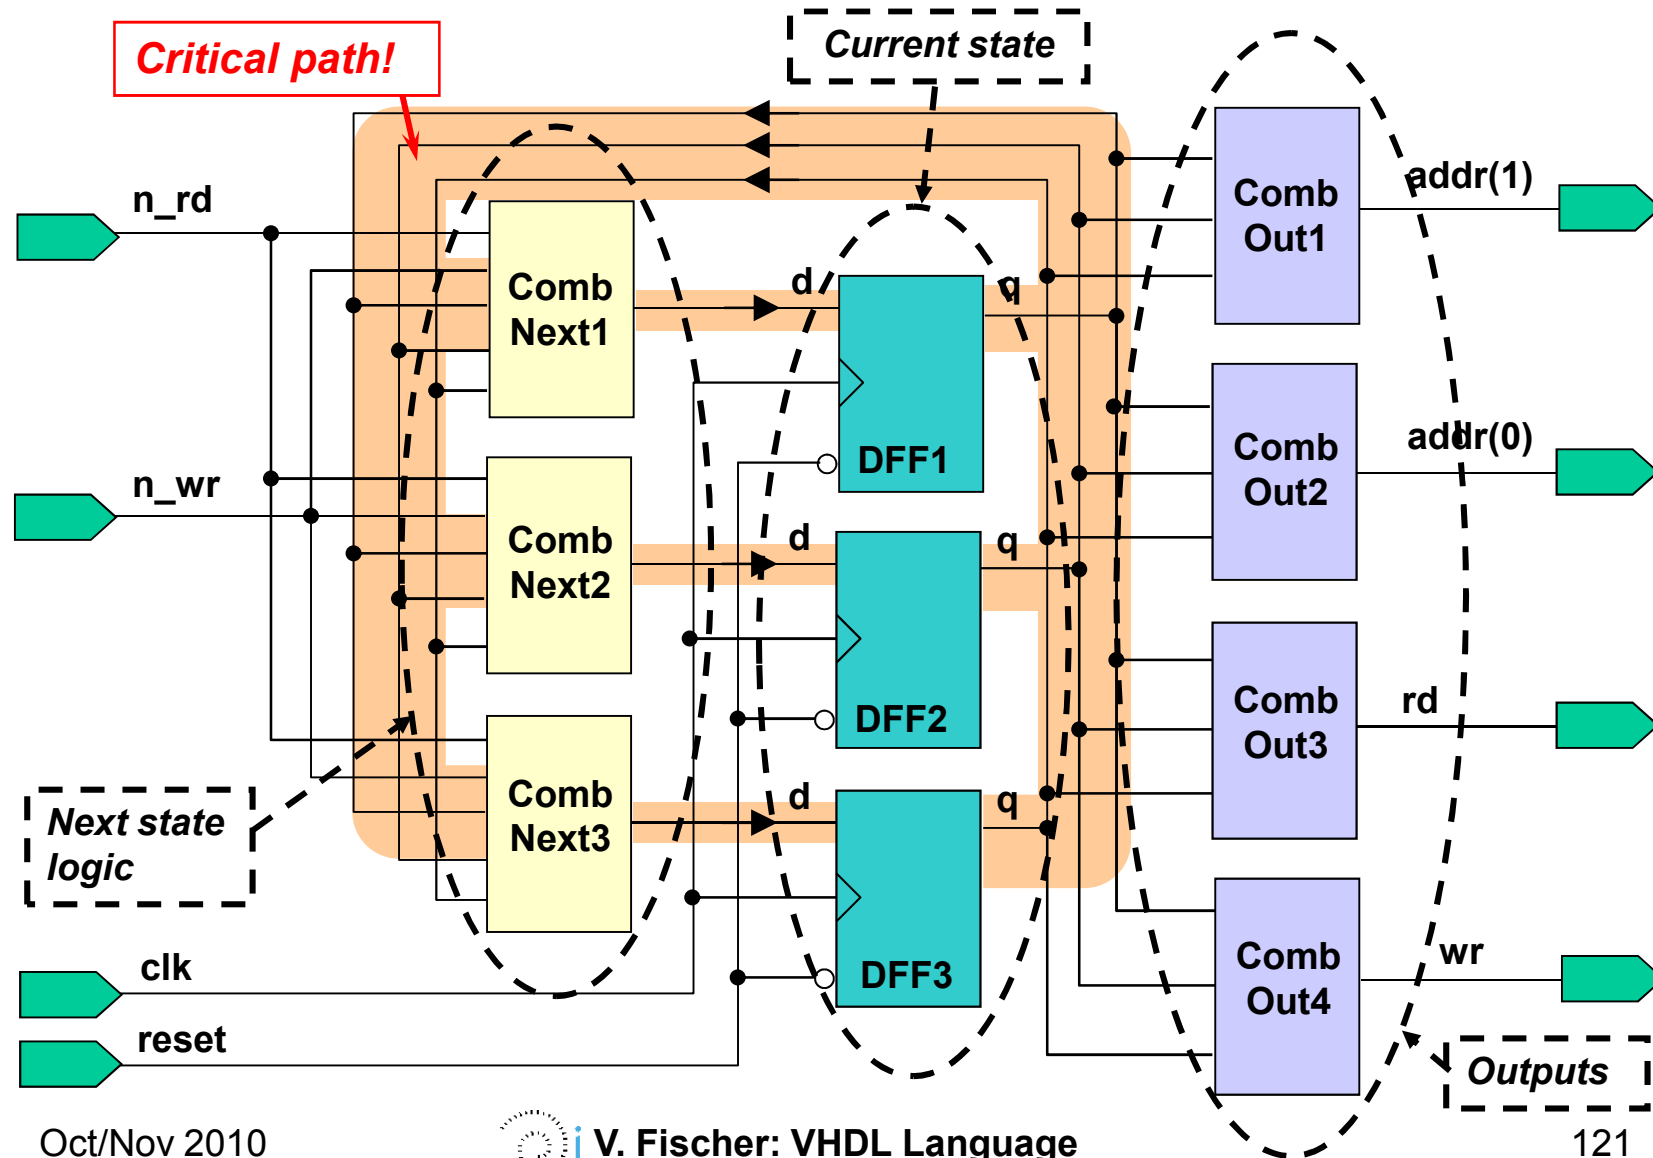 Critical path!
Current state
n_rd
n_wr
Comb
Next1
d
q
DFF1
Comb
Out1
addr(1)
Comb
Next2
d
q
DFF2
Comb
Out2
addr(0)
Comb
Next3
d
q
DFF3
Comb
Out3
rd
Next state
logic
Comb
Out4
wr
clk
reset
Outputs
Oct/Nov 2010
V. Fischer: VHDL Language
121